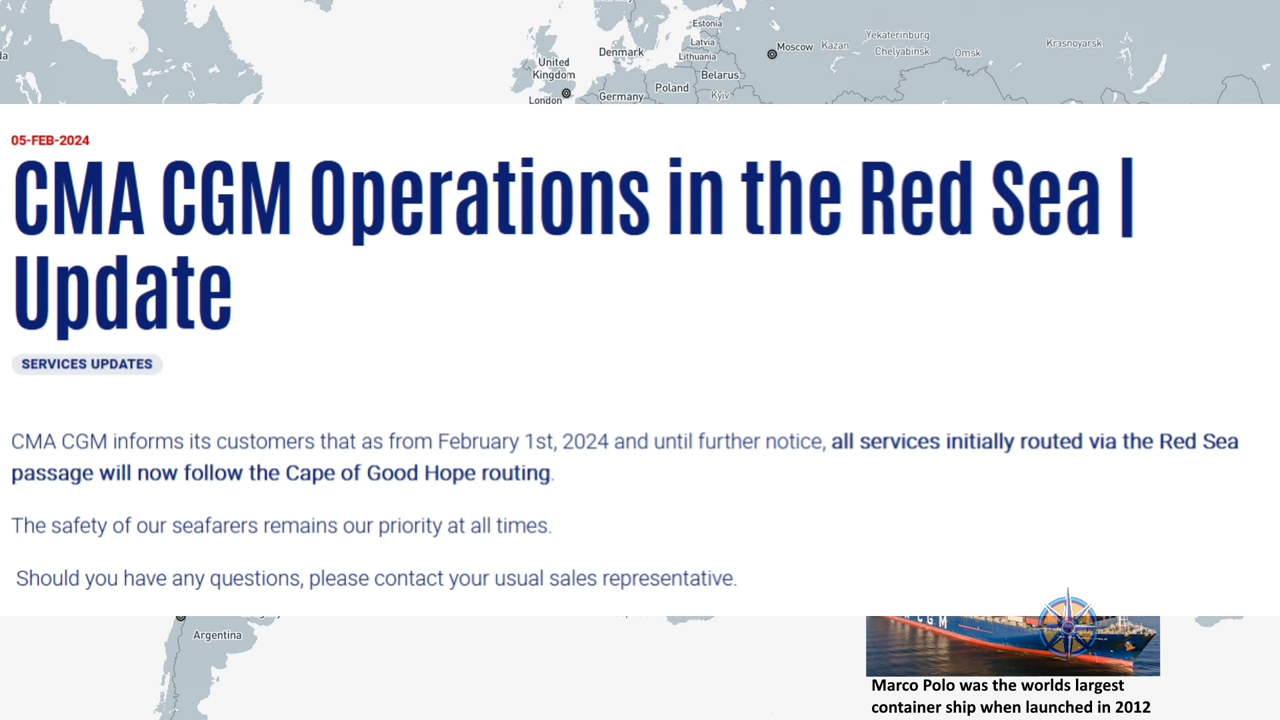 Estonia
Latvia
Lithuania
Denmark
Moscow
Kazan
Yekaterinburg
Chelyabinsk
Omsk
Krasnoyarsk
United
Kingdom
Belarus
Poland
London
Germany
Kyiv
05-FEB-2024
CMA CGM Operations in the Red Sea |
Update
SERVICES UPDATES
CMA CGM informs its customers that as from February 1st, 2024 and until further notice, all services initially routed via the Red Sea
passage will now follow the Cape of Good Hope routing.
The safety of our seafarers remains our priority at all times.
Should you have any questions, please contact your usual sales representative.
Argentina
CGM
Marco Polo was the worlds largest
container ship when launched in 2012